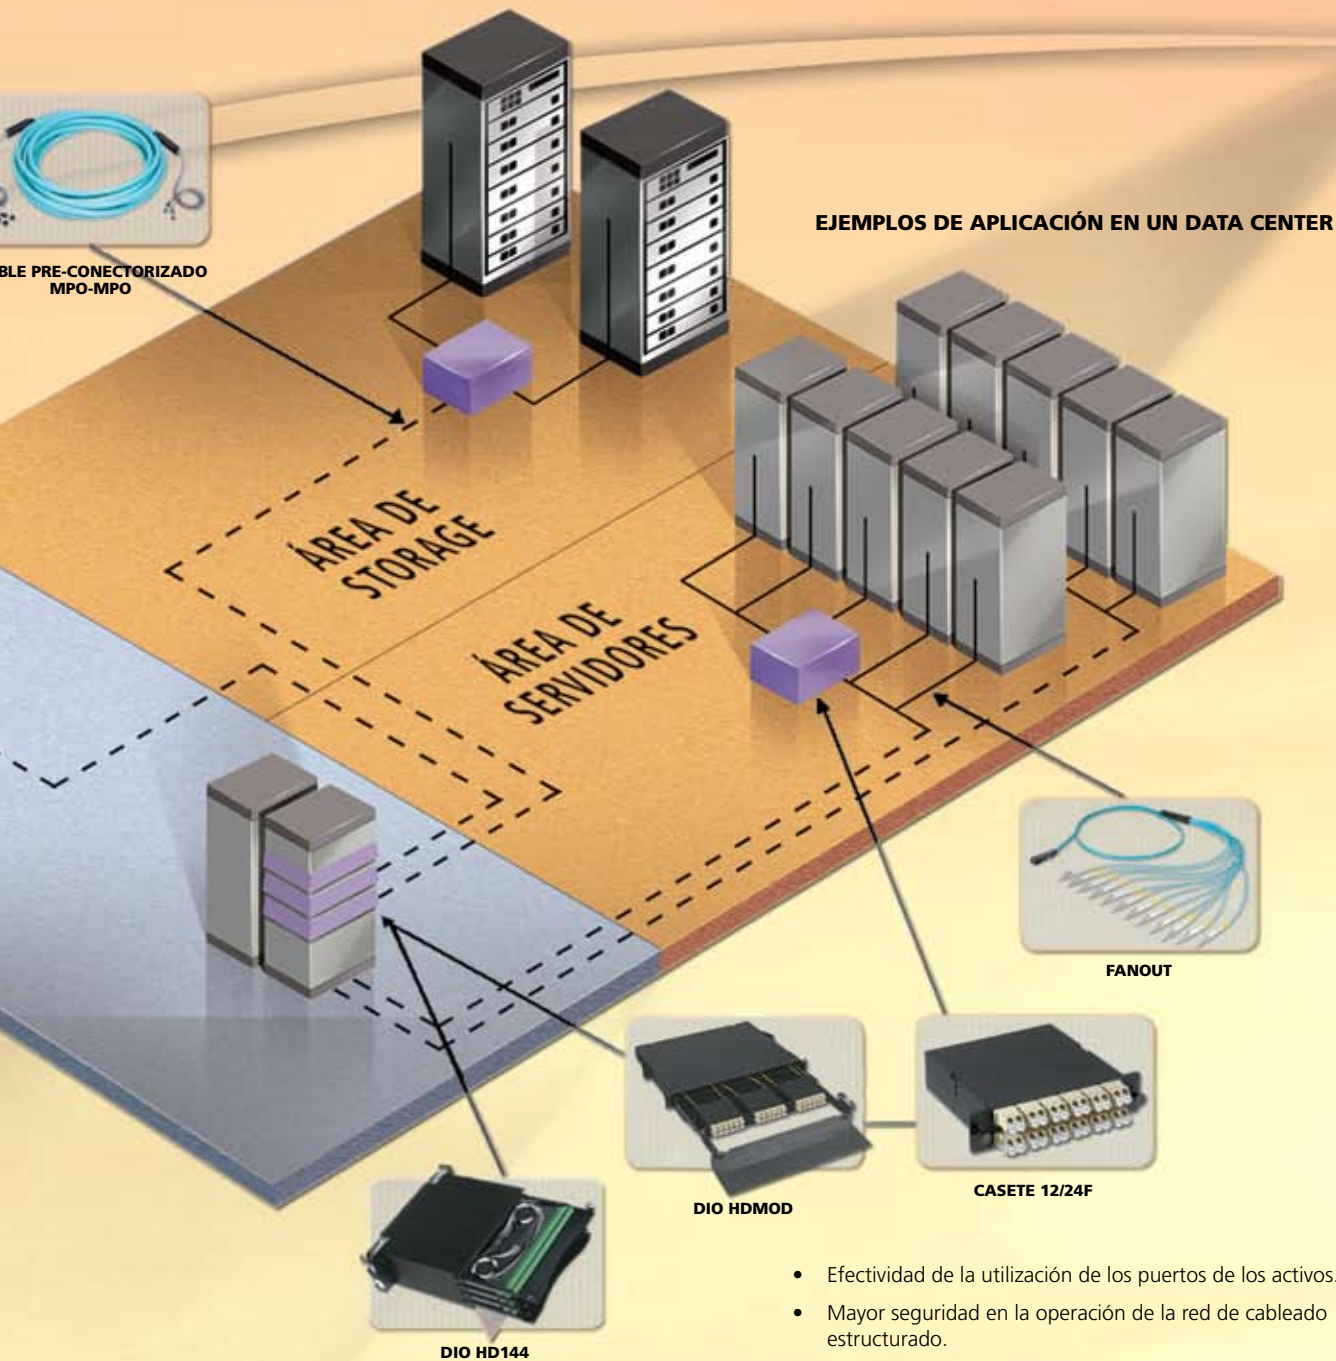 EJEMPLOS DE APLICACIÓN EN UN DATA CENTER
BLE PRE-CONECTORIZADO
MPO-MPO
ÁREA DE
STORAGE
ÁREA DE
SERVIDORES
FANOUT
CASETE 12/24F
DIO HDMOD
DIO HD144
• Efectividad de la utilización de los puertos de los activos.
• Mayor seguridad en la operación de la red de cableado
estructurado.